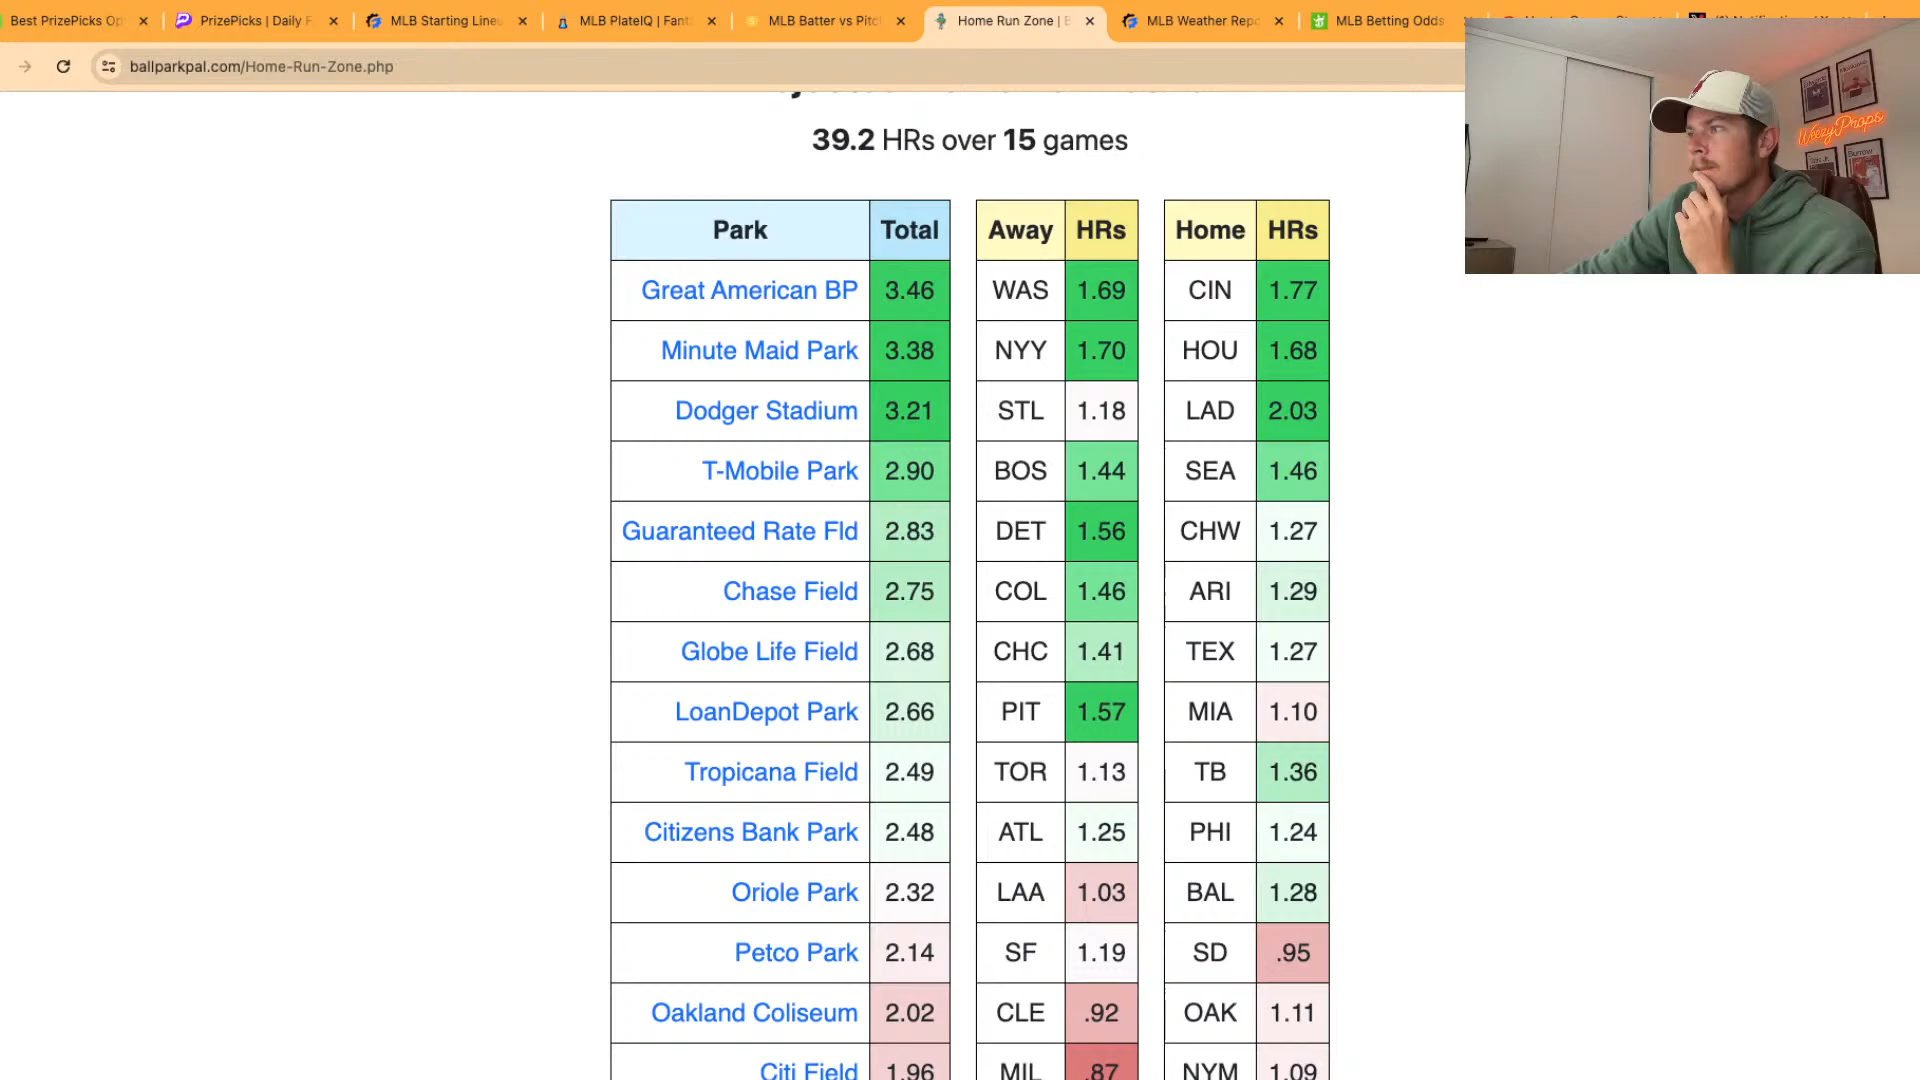 Best PrizePicks Op
PrizePicks | Daily F
MLB Starting Lineu
MLB PlateIQ | Fant
MLB Batter vs Pitc
Home Run Zone | B
MLB Weather Repo
MLB Betting Odds
ballparkpal.com/Home-Run-Zone.php
WeezyProps
Burrow
39.2 HRs over 15 games
Park Total Away HRs Home HRs
Great American BP 3.46 WAS 1.69 CIN 1.77
Minute Maid Park 3.38 NYY 1.70 HOU 1.68
Dodger Stadium 3.21 STL 1.18 LAD 2.03
T-Mobile Park 2.90 BOS 1.44 SEA 1.46
Guaranteed Rate Fld 2.83 DET 1.56 CHW 1.27
Chase Field 2.75 COL 1.46 ARI 1.29
Globe Life Field 2.68 CHC 1.41 TEX 1.27
LoanDepot Park 2.66 PIT 1.57 MIA 1.10
Tropicana Field 2.49 TOR 1.13 TB 1.36
Citizens Bank Park 2.48 ATL 1.25 PHI 1.24
Oriole Park 2.32 LAA 1.03 BAL 1.28
Petco Park 2.14 SF 1.19 SD .95
Oakland Coliseum 2.02 CLE .92 OAK 1.11
Citi Field 1.96 MIL .87 NYM 1.09